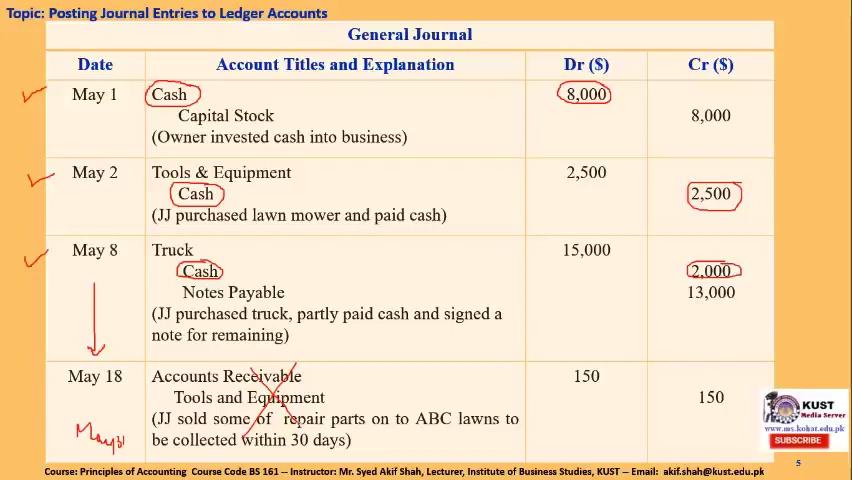 Topic: Posting Journal Entries to Ledger Accounts
General Journal
Date Account Titles and Explanation Dr ($) Cr ($)
May 1 Cash 8,000
Capital Stock 8,000
(Owner invested cash into business)
May 2 Tools & Equipment 2,500
Cash 2,500
(JJ purchased lawn mower and paid cash)
May 8 Truck 15,000
Cash 2,000
Notes Payable 13,000
(JJ purchased truck, partly paid cash and signed a
note for remaining)
May 18 Accounts Receivable 150
Tools and Equipment 150
(JJ sold some of repair parts on to ABC lawns to
be collected within 30 days)
May 31
KUST
Media Server
www.ms.kohat.edu.pk
SUBSCRIBE
5
Course: Principles of Accounting Course Code BS 161 -- Instructor: Mr. Syed Akif Shah, Lecturer, Institute of Business Studies, KUST -- Email: akif.shah@kust.edu.pk